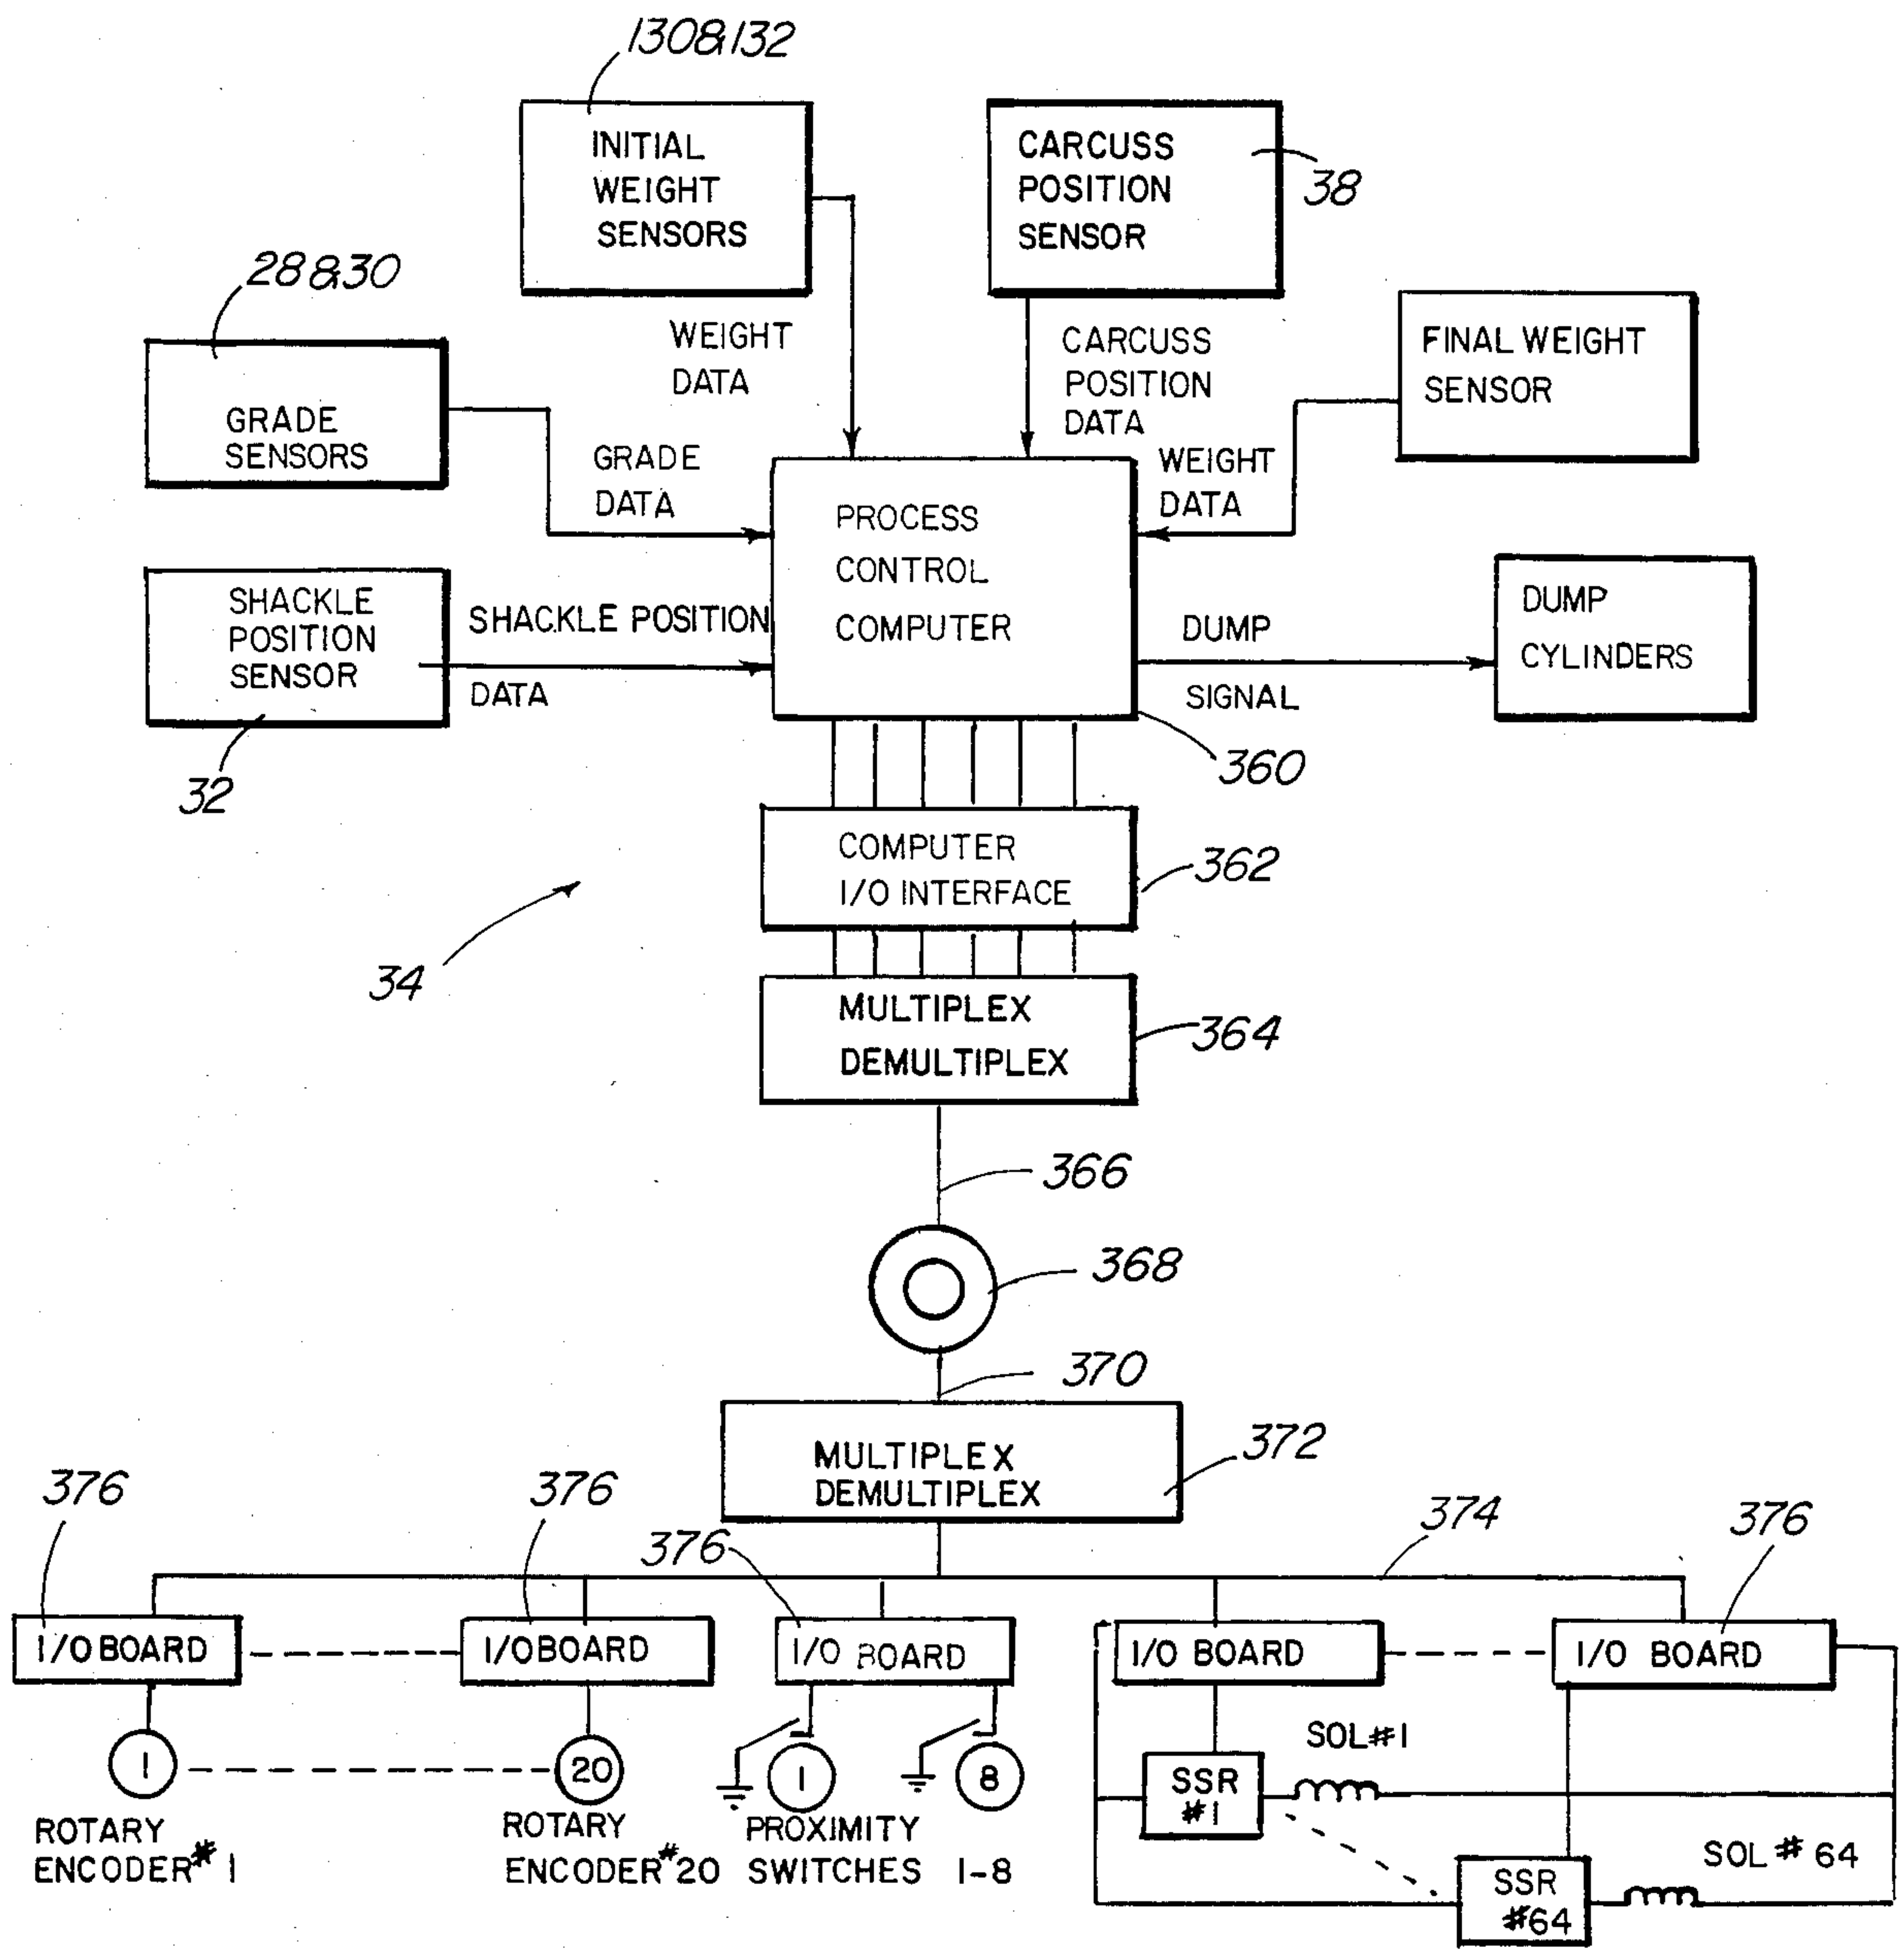 130&132
INITIAL
WEIGHT
SENSORS
CARCUSS
POSITION
SENSOR
38
28&30
GRADE
SENSORS
WEIGHT
DATA
CARCUSS
POSITION
DATA
FINAL WEIGHT
SENSOR
GRADE
DATA
WEIGHT
DATA
PROCESS
CONTROL
COMPUTER
SHACKLE
POSITION
SENSOR
32
SHACKLE POSITION
DATA
DUMP
SIGNAL
DUMP
CYLINDERS
360
COMPUTER
I/O INTERFACE
362
34
MULTIPLEX
DEMULTIPLEX
364
366
368
370
MULTIPLEX
DEMULTIPLEX
372
376
376
376
374
376
I/O BOARD
I/O BOARD
I/O BOARD
I/O BOARD
I/O BOARD
1
20
1
8
ROTARY
ENCODER #1
ROTARY
ENCODER #20
PROXIMITY
SWITCHES 1-8
SOL #1
SSR
#1
SOL # 64
SSR
#64